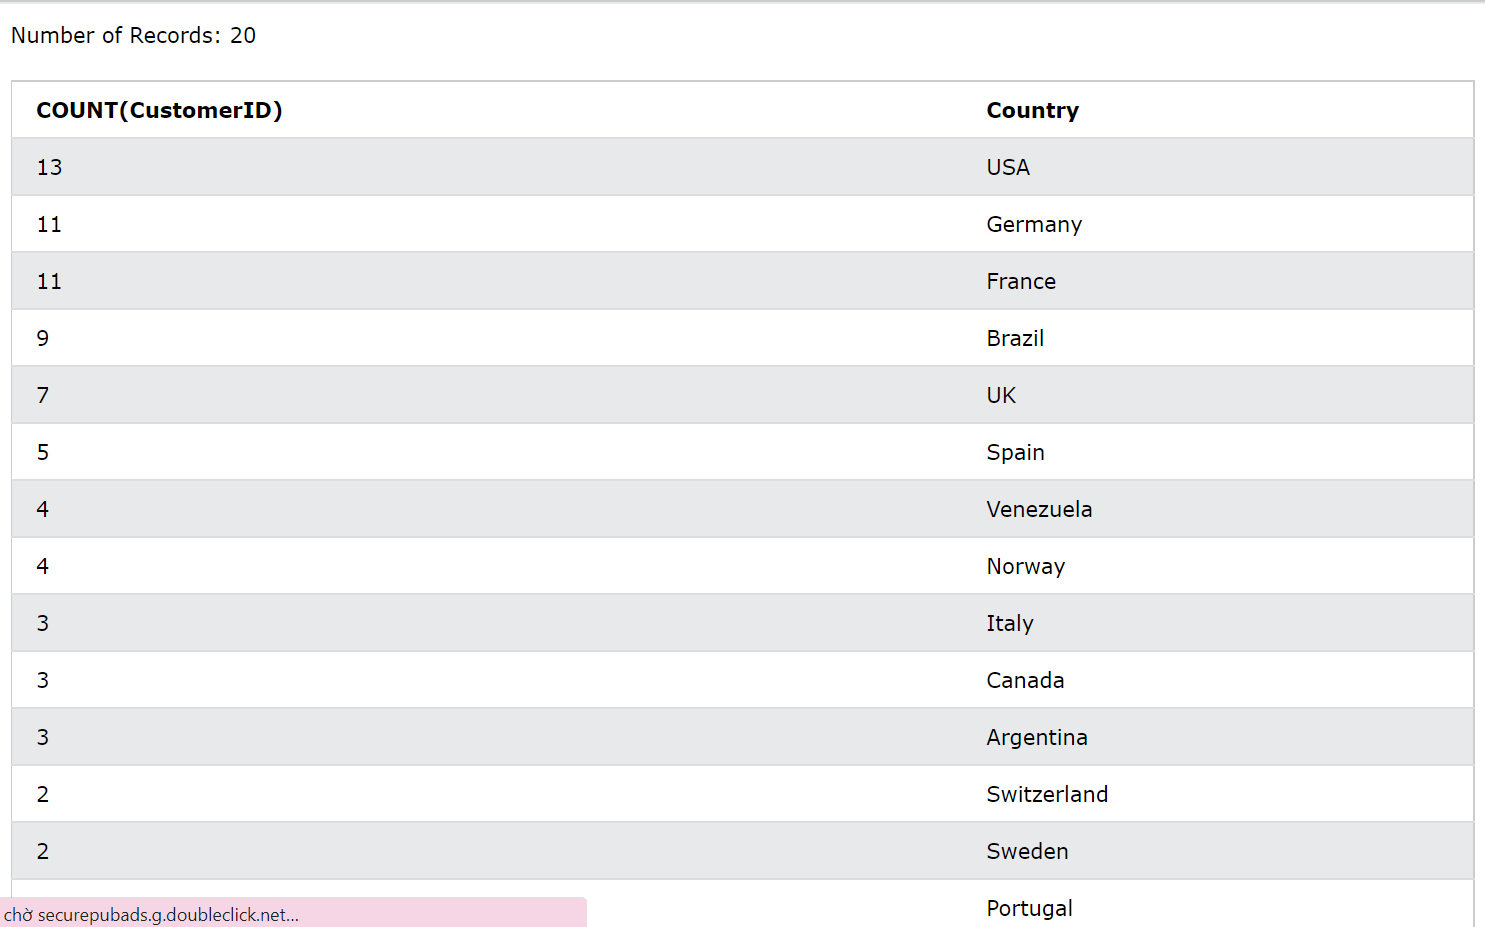 Number of Records: 20
COUNT(CustomerID) Country
13 USA
11 Germany
11 France
9 Brazil
7 UK
5 Spain
4 Venezuela
4 Norway
3 Italy
3 Canada
3 Argentina
2 Switzerland
2 Sweden
Portugal
chờ securepubads.g.doubleclick.net...